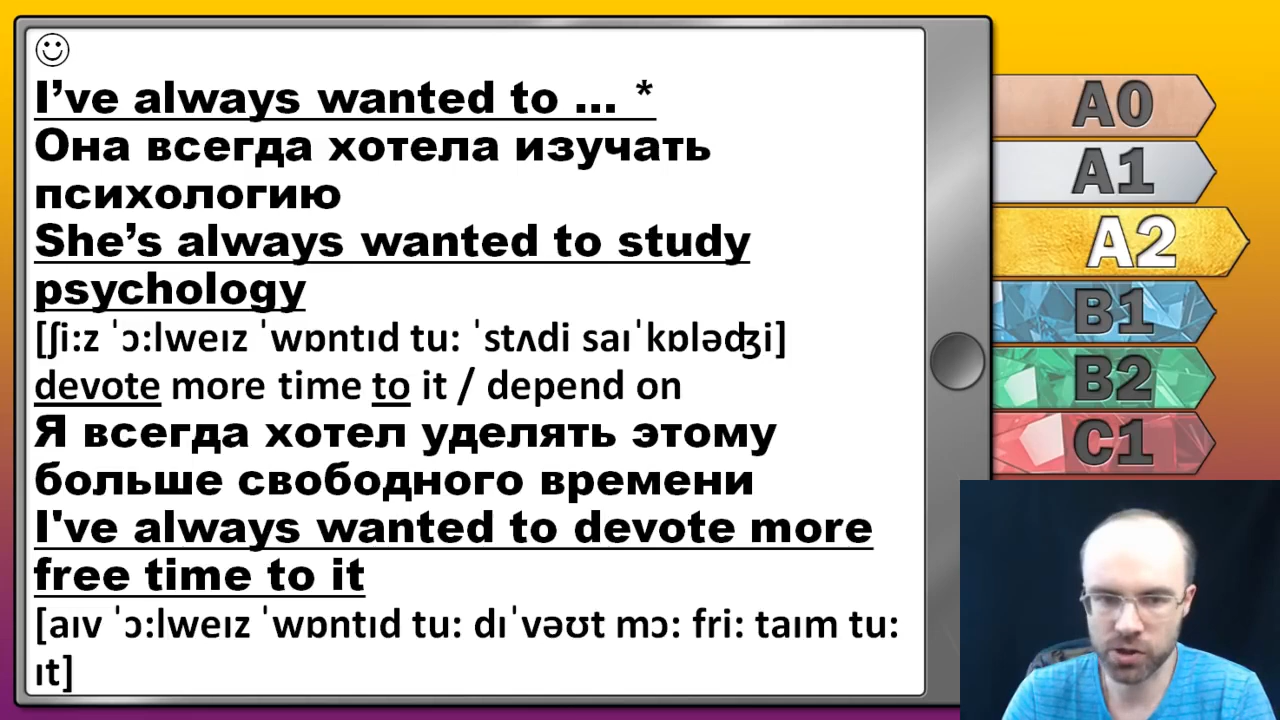 ☺
I’ve always wanted to … *
Она всегда хотела изучать
психологию
She’s always wanted to study
psychology
[ʃi:z ˈɔ:lweɪz ˈwɒntɪd tu: ˈstʌdi saɪˈkɒləʤi]
devote more time to it / depend on
Я всегда хотел уделять этому
больше свободного времени
I've always wanted to devote more
free time to it
[aɪv ˈɔ:lweɪz ˈwɒntɪd tu: dɪˈvəʊt mɔ: fri: taɪm tu:
ɪt]
A0
A1
A2
B1
B2
C1